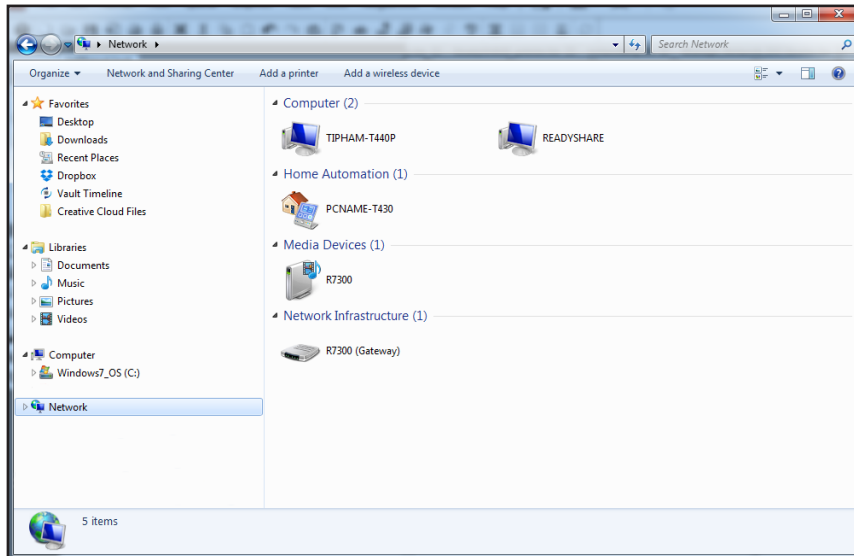 Network
Search Network
Organize
Network and Sharing Center
Add a printer
Add a wireless device
Favorites
Desktop
Downloads
Recent Places
Dropbox
Vault Timeline
Creative Cloud Files
Libraries
Documents
Music
Pictures
Videos
Computer
Windows7_OS (C:)
Network
Computer (2)
TIPHAM-T440P
READYSHARE
Home Automation (1)
PCNAME-T430
Media Devices (1)
R7300
Network Infrastructure (1)
R7300 (Gateway)
5 items